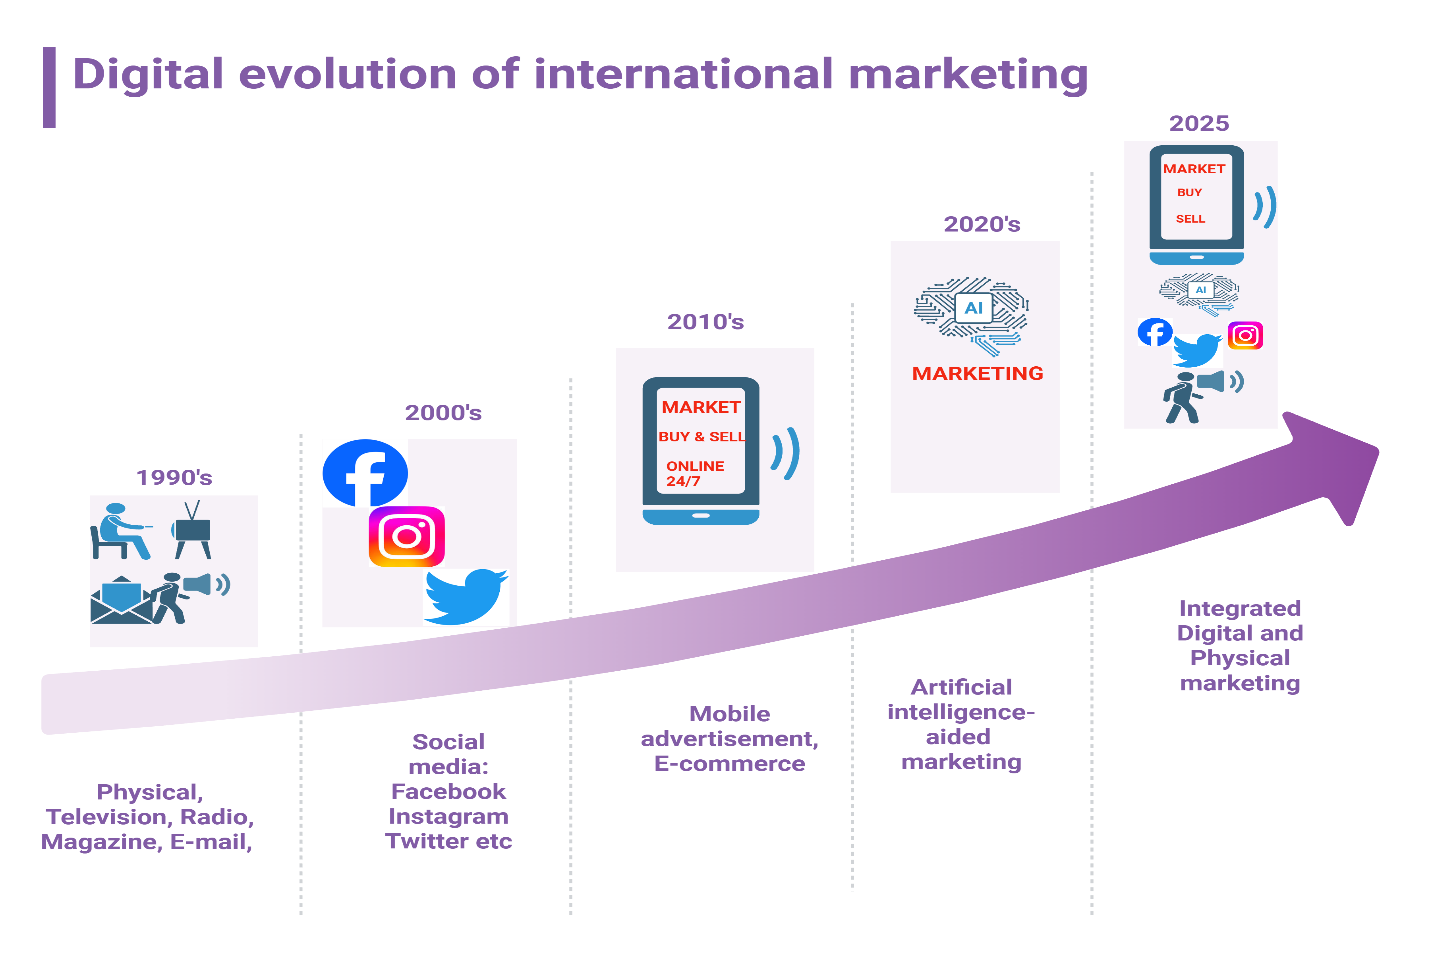 Digital evolution of international marketing
1990's
Physical,
Television, Radio,
Magazine, E-mail,
2000's
Social
media:
Facebook
Instagram
Twitter etc
2010's
MARKET
BUY & SELL
ONLINE
24/7
Mobile
advertisement,
E-commerce
2020's
AI
MARKETING
Artificial
intelligence-
aided
marketing
2025
MARKET
BUY
SELL
AI
Integrated
Digital and
Physical
marketing